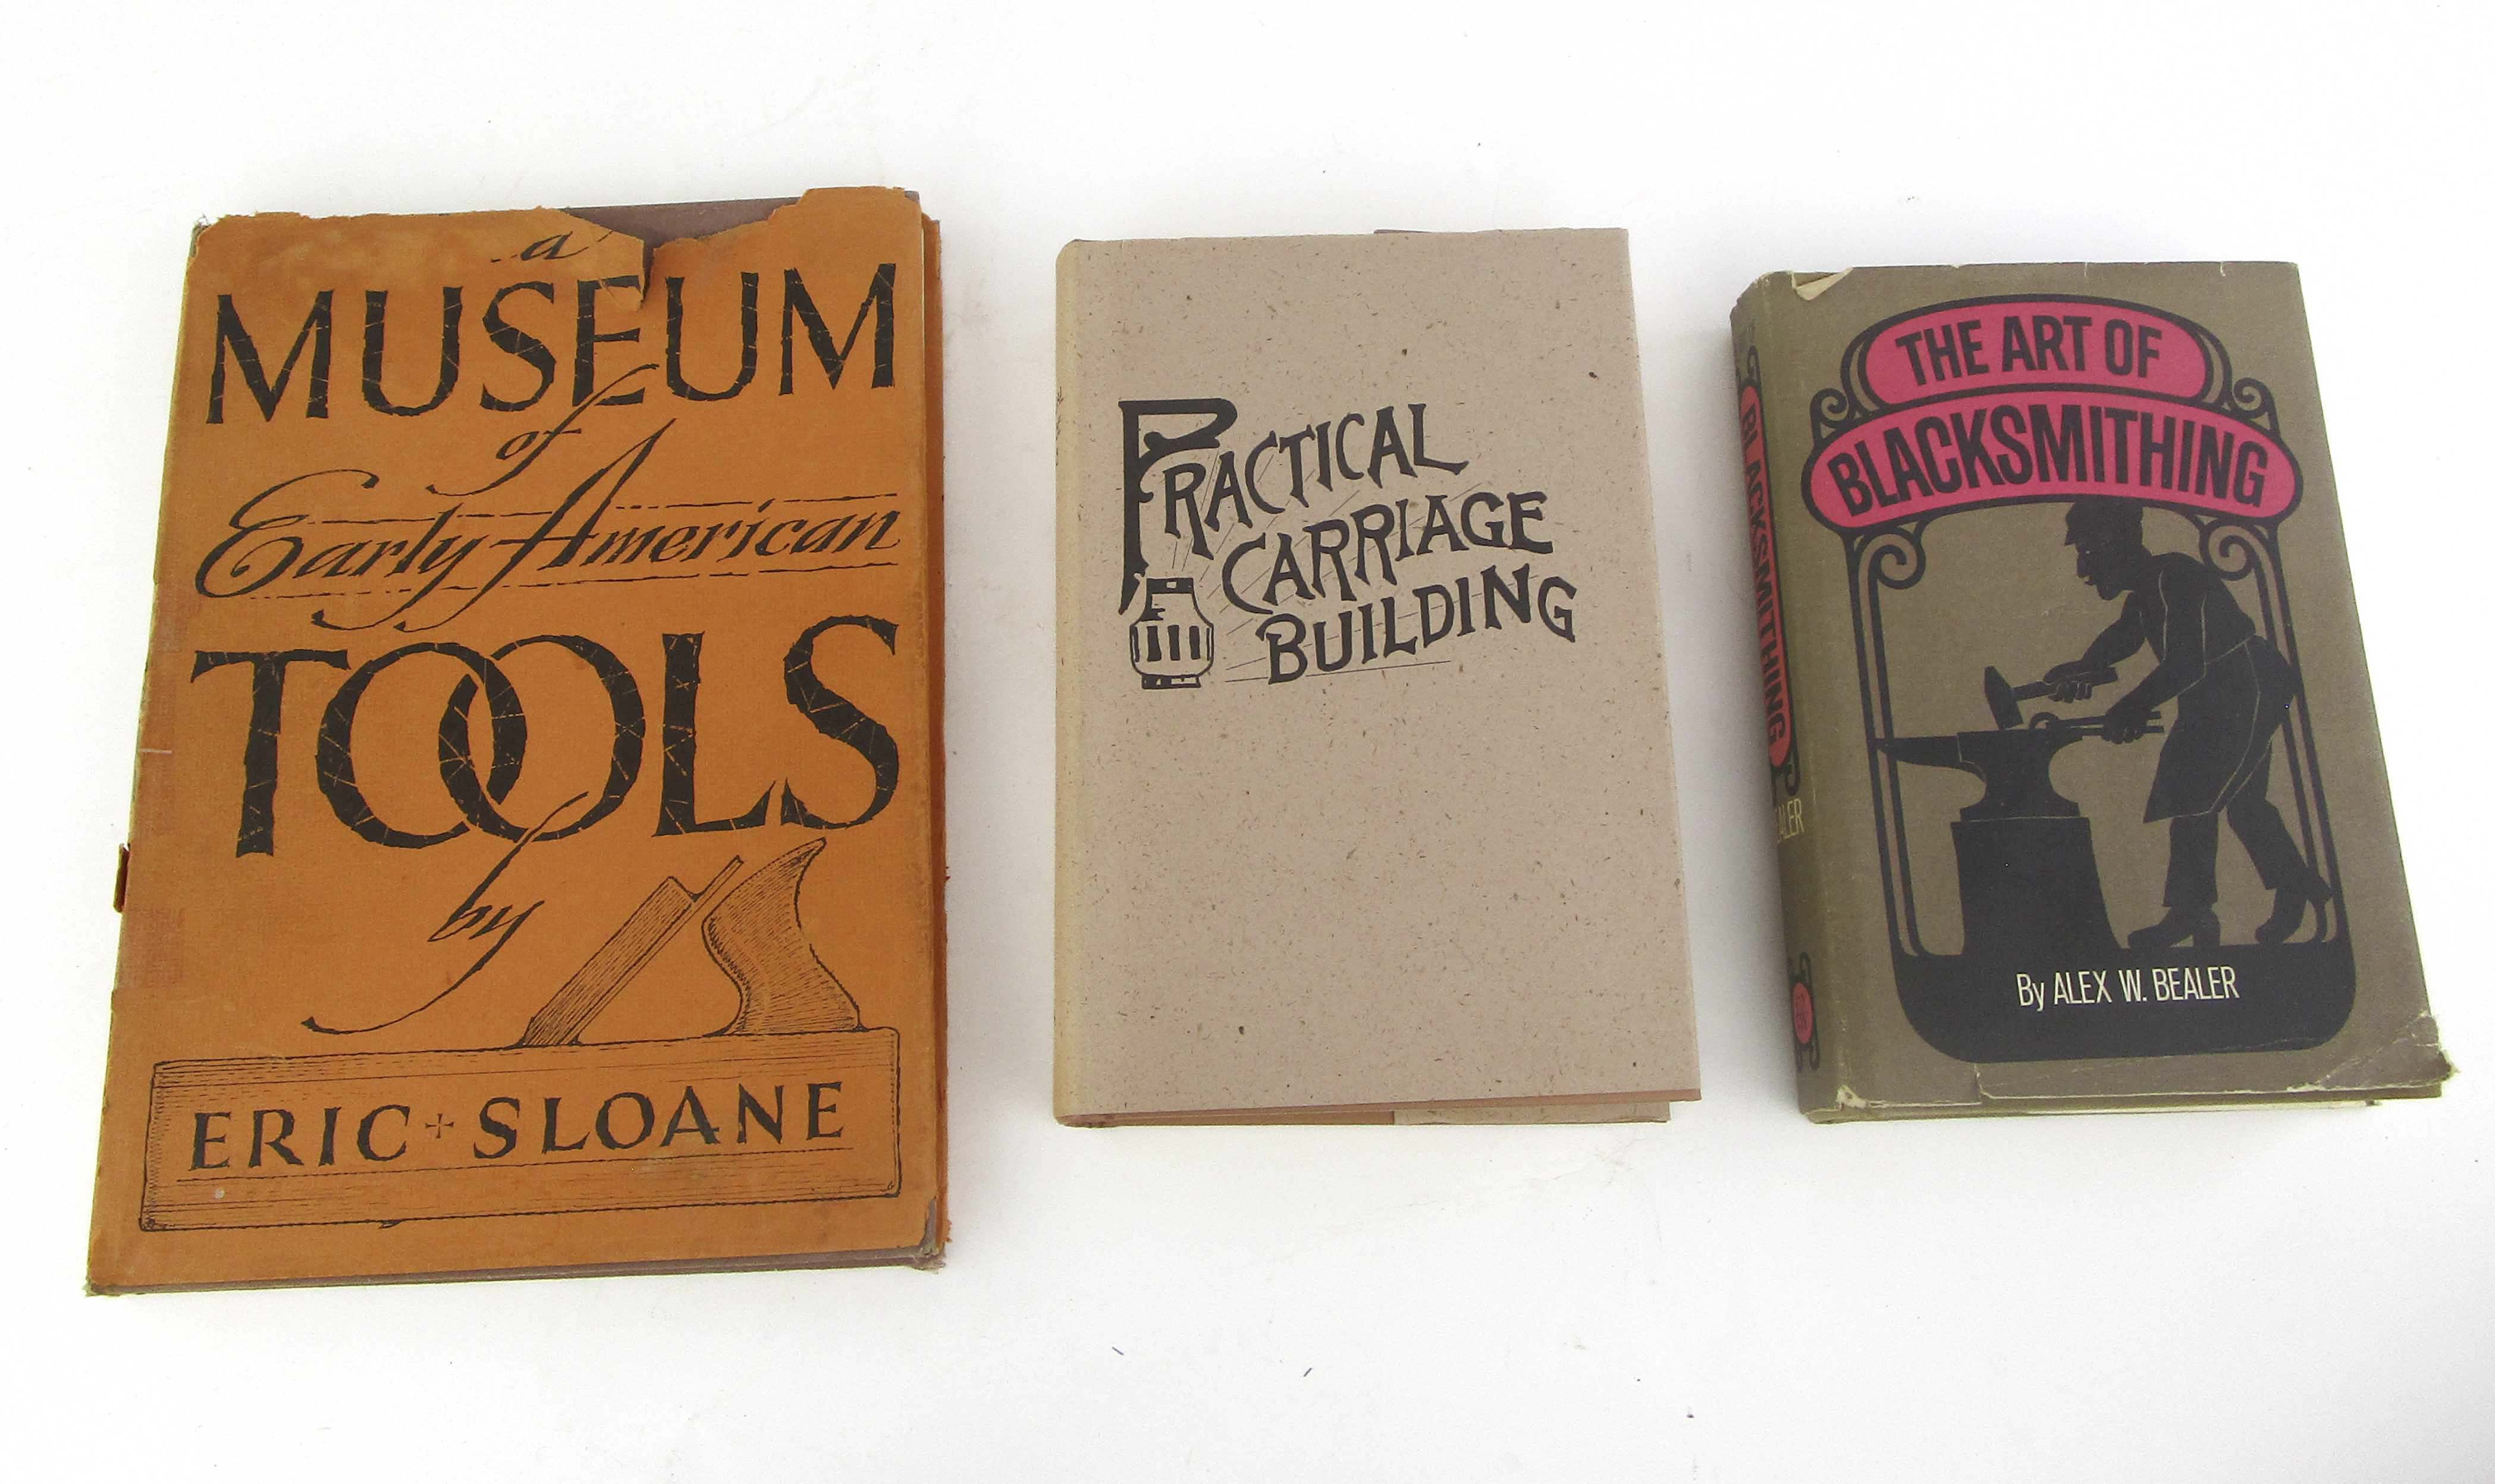 a
MUSEUM
of
Early American
TOOLS
by
ERIC + SLOANE
PRACTICAL
CARRIAGE
BUILDING
THE ART OF
BLACKSMITHING
By ALEX W. BEALER
BLACKSMITHING